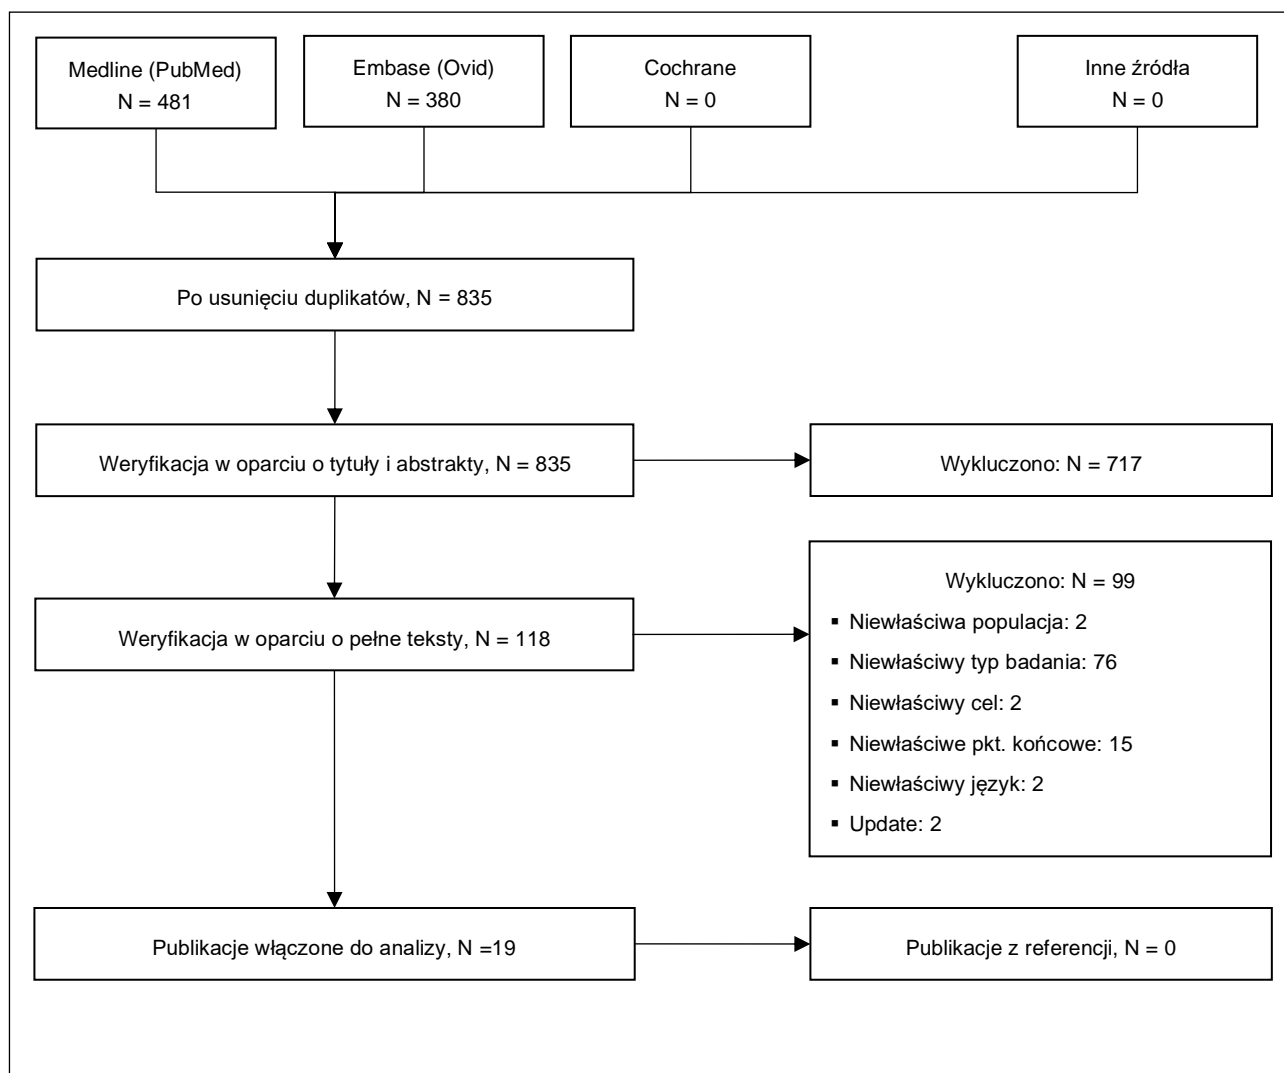 Medline (PubMed)
N = 481
Embase (Ovid)
N = 380
Cochrane
N = 0
Inne źródła
N = 0
Po usunięciu duplikatów, N = 835
Weryfikacja w oparciu o tytuły i abstrakty, N = 835
Wykluczono: N = 717
Weryfikacja w oparciu o pełne teksty, N = 118
Wykluczono: N = 99
▪ Niewłaściwa populacja: 2
▪ Niewłaściwy typ badania: 76
▪ Niewłaściwy cel: 2
▪ Niewłaściwe pkt. końcowe: 15
▪ Niewłaściwy język: 2
▪ Update: 2
Publikacje włączone do analizy, N =19
Publikacje z referencji, N = 0